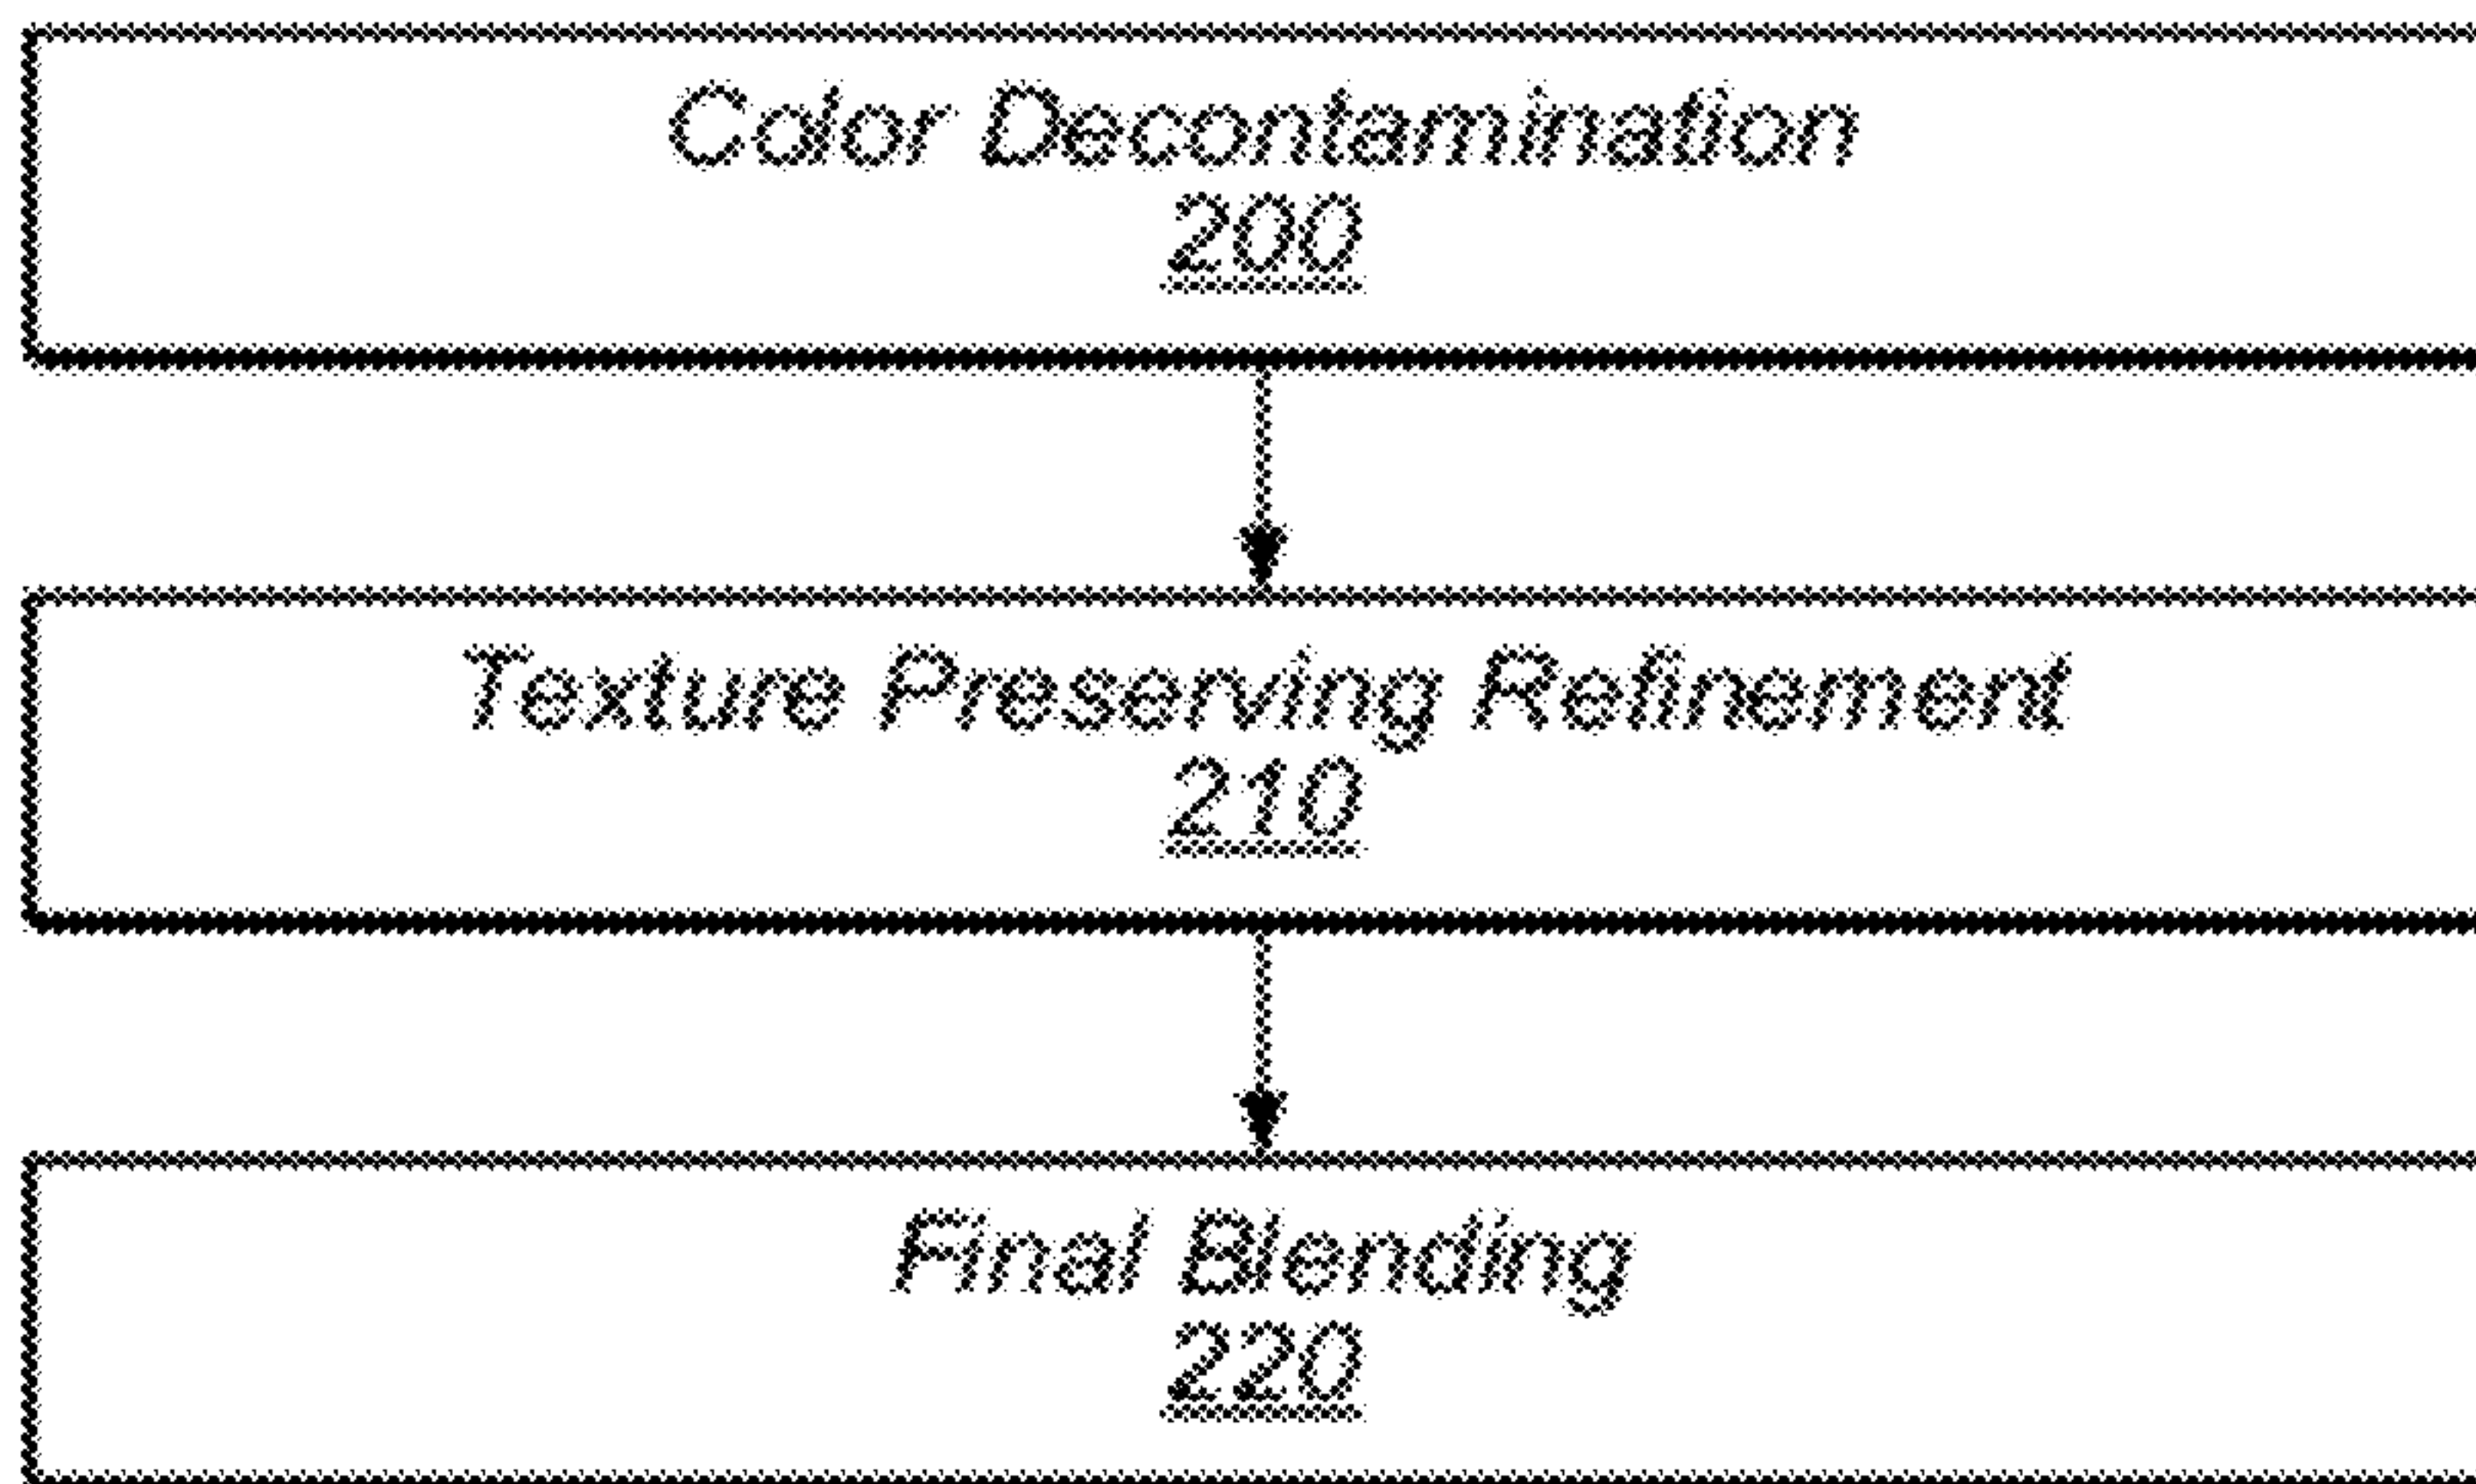 Color Decontamination
200
Texture Preserving Refinement
210
Final Blending
220